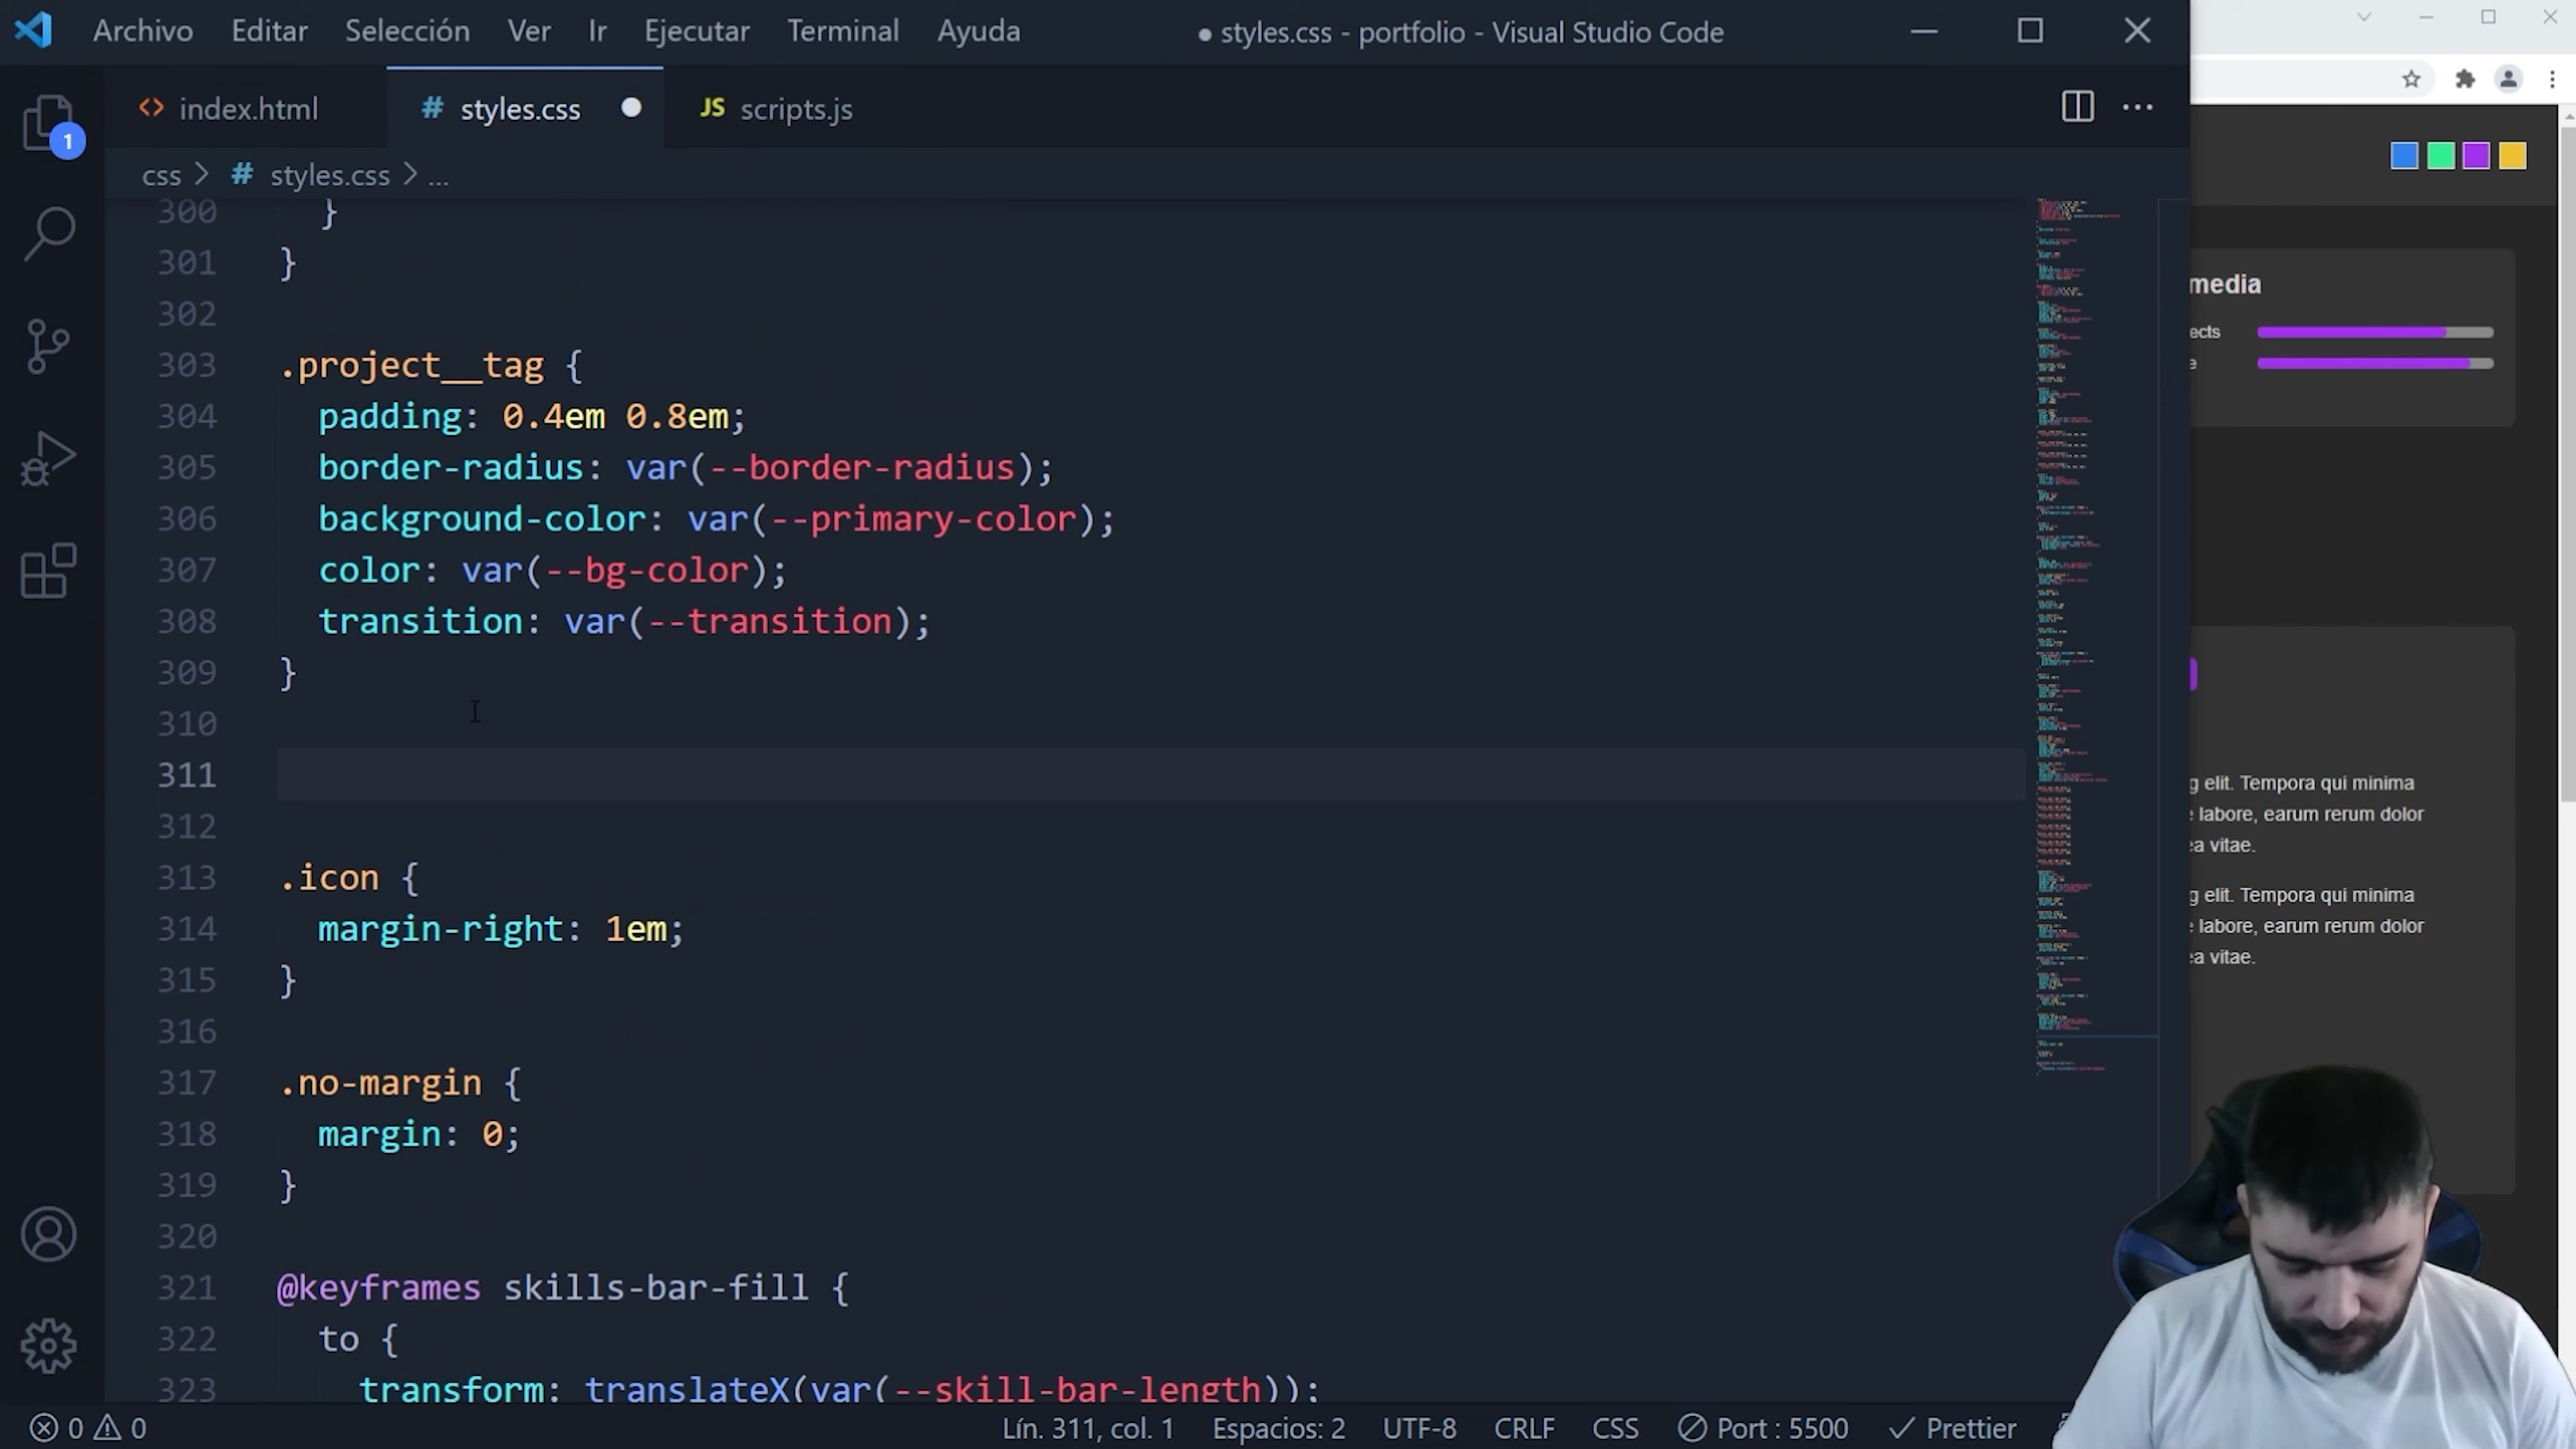 Archivo Editar Selección Ver Ir Ejecutar Terminal Ayuda ● styles.css - portfolio - Visual Studio Code
<> index.html # styles.css JS scripts.js
1
css > # styles.css > ...
300 }
301 }
302
303 .project__tag {
304 padding: 0.4em 0.8em;
305 border-radius: var(--border-radius);
306 background-color: var(--primary-color);
307 color: var(--bg-color);
308 transition: var(--transition);
309 }
310
311
312
313 .icon {
314 margin-right: 1em;
315 }
316
317 .no-margin {
318 margin: 0;
319 }
320
321 @keyframes skills-bar-fill {
322 to {
323 transform: translateX(var(--skill-bar-length));
0 0 Lín. 311, col. 1 Espacios: 2 UTF-8 CRLF CSS Port : 5500 Prettier
media
ects
e
g elit. Tempora qui minima
labore, earum rerum dolor
ea vitae.
g elit. Tempora qui minima
labore, earum rerum dolor
ea vitae.